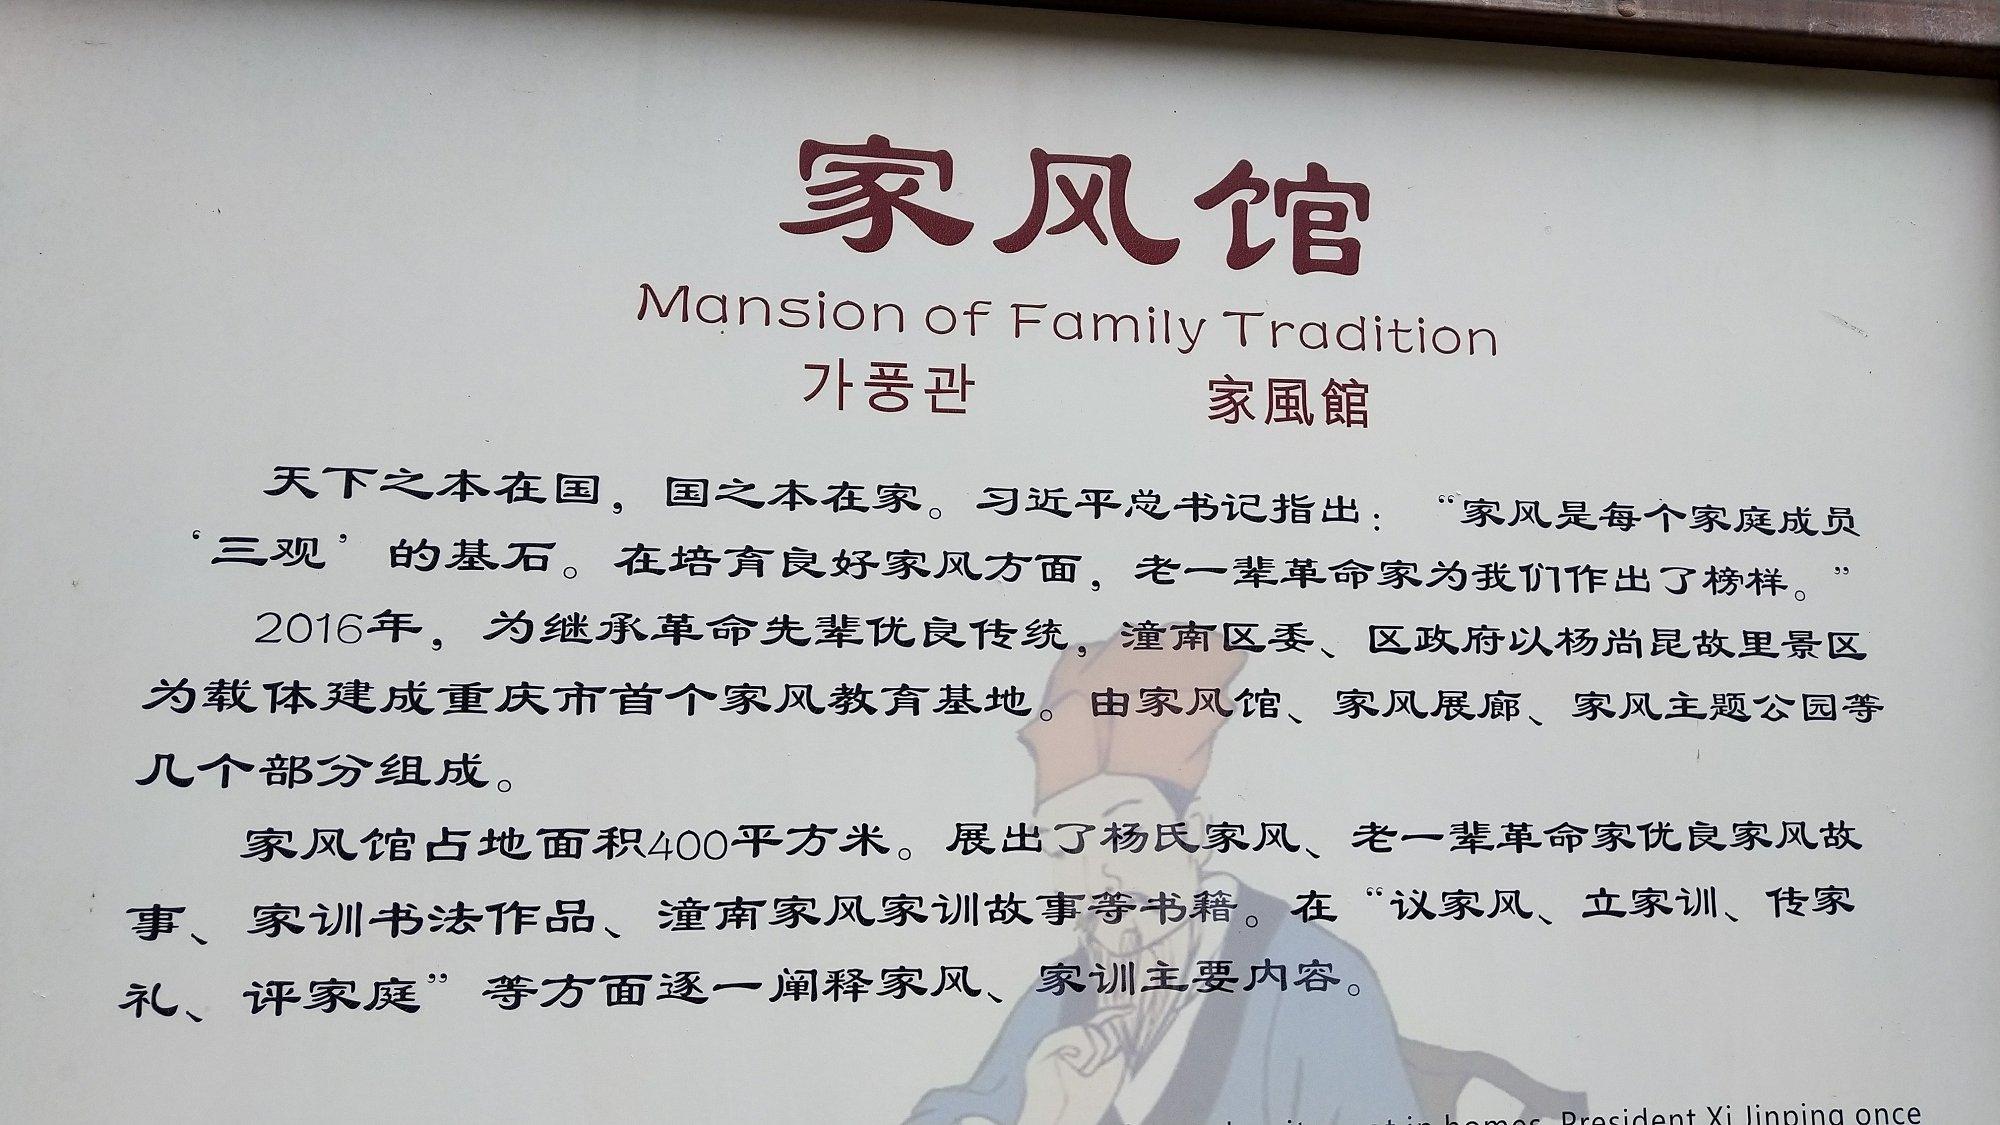 家风馆
Mansion of Family Tradition
가풍관 家風館
天下之本在国，国之本在家。习近平总书记指出：“家风是每个家庭成员
‘三观’的基石。在培育良好家风方面，老一辈革命家为我们作出了榜样。”
2016年，为继承革命先辈优良传统，潼南区委、区政府以杨尚昆故里景区
为载体建成重庆市首个家风教育基地。由家风馆、家风展廊、家风主题公园等
几个部分组成。
家风馆占地面积400平方米。展出了杨氏家风、老一辈革命家优良家风故
事、家训书法作品、潼南家风家训故事等书籍。在“议家风、立家训、传家
礼、评家庭”等方面逐一阐释家风、家训主要内容。
in homes. President Xi Jinping once